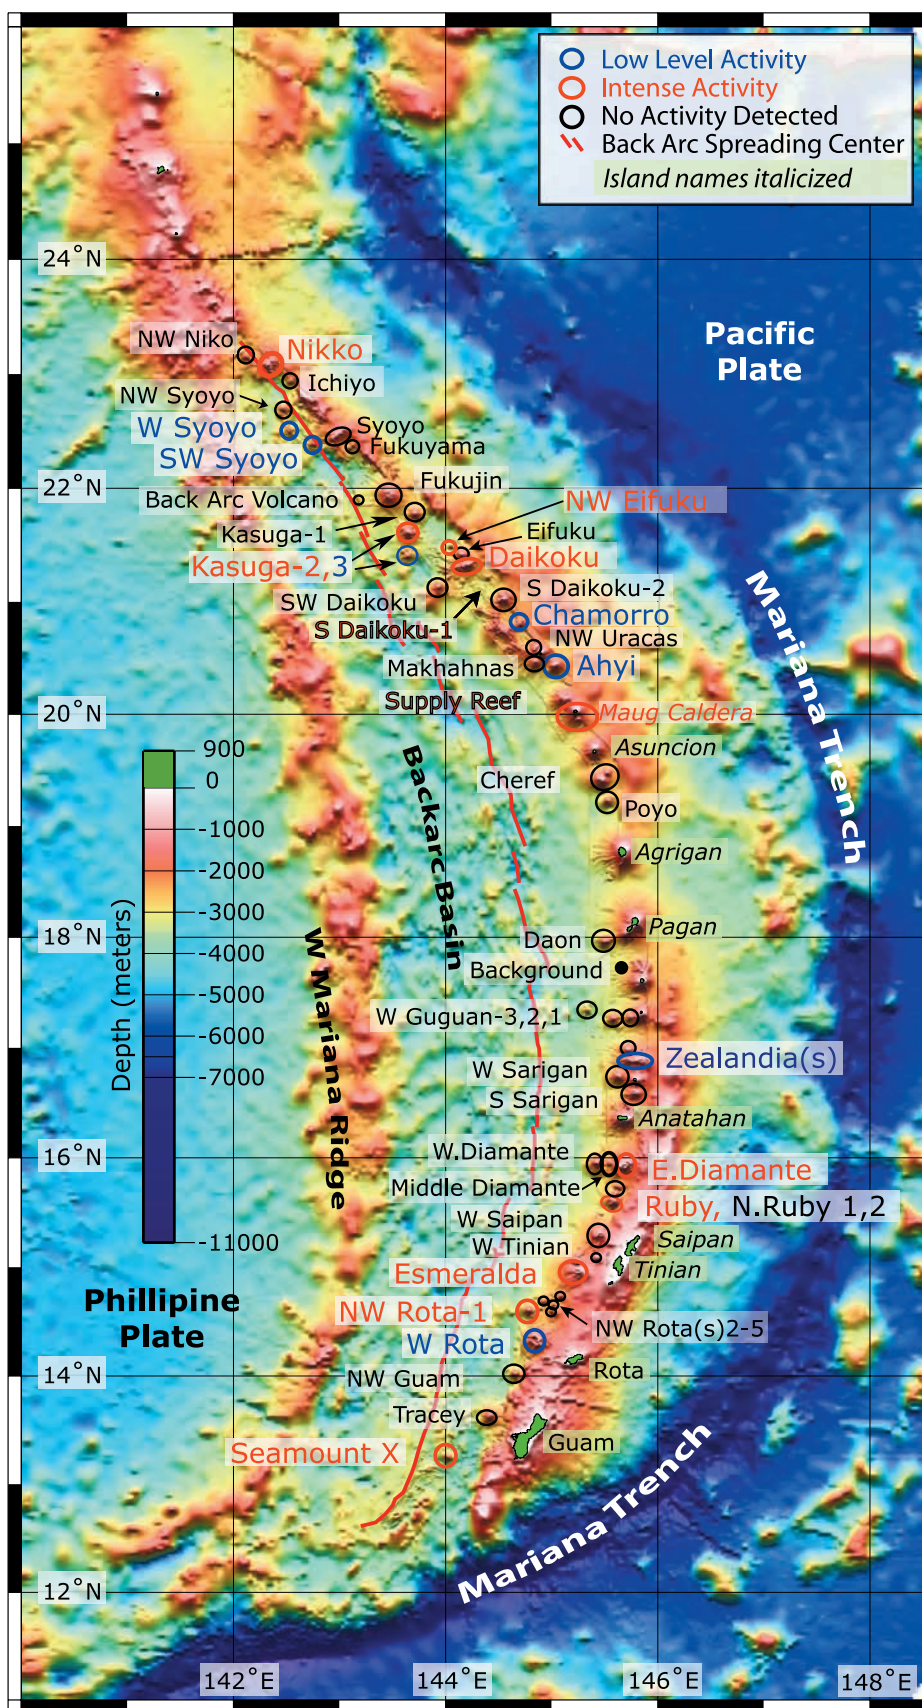 Low Level Activity
Intense Activity
No Activity Detected
Back Arc Spreading Center
Island names italicized
24°N
Pacific
Plate
NW Niko
Nikko
Ichiyo
NW Syoyo
W Syoyo
Syoyo
SW Syoyo
Fukuyama
22°N
Fukujin
Back Arc Volcano
NW Eifuku
Kasuga-1
Eifuku
Kasuga-2,3
Daikoku
SW Daikoku
S Daikoku-2
S Daikoku-1
Chamorro
NW Uracas
Makhahnas
Ahyi
Mariana Trench
Supply Reef
20°N
Maug Caldera
Asuncion
900
0
Cheref
Poyo
-1000
-2000
-3000
-4000
-5000
-6000
-7000
-11000
Depth (meters)
Backarc Basin
W Mariana Ridge
Agrigan
18°N
Pagan
Daon
Background
W Guguan-3,2,1
Zealandia(s)
W Sarigan
S Sarigan
Anatahan
16°N
W.Diamante
E.Diamante
Middle Diamante
Ruby, N.Ruby 1,2
W Saipan
Saipan
W Tinian
Tinian
Esmeralda
Phillipine
Plate
NW Rota-1
NW Rota(s)2-5
W Rota
Rota
14°N
NW Guam
Tracey
Guam
Seamount X
Mariana Trench
12°N
142°E
144°E
146°E
148°E